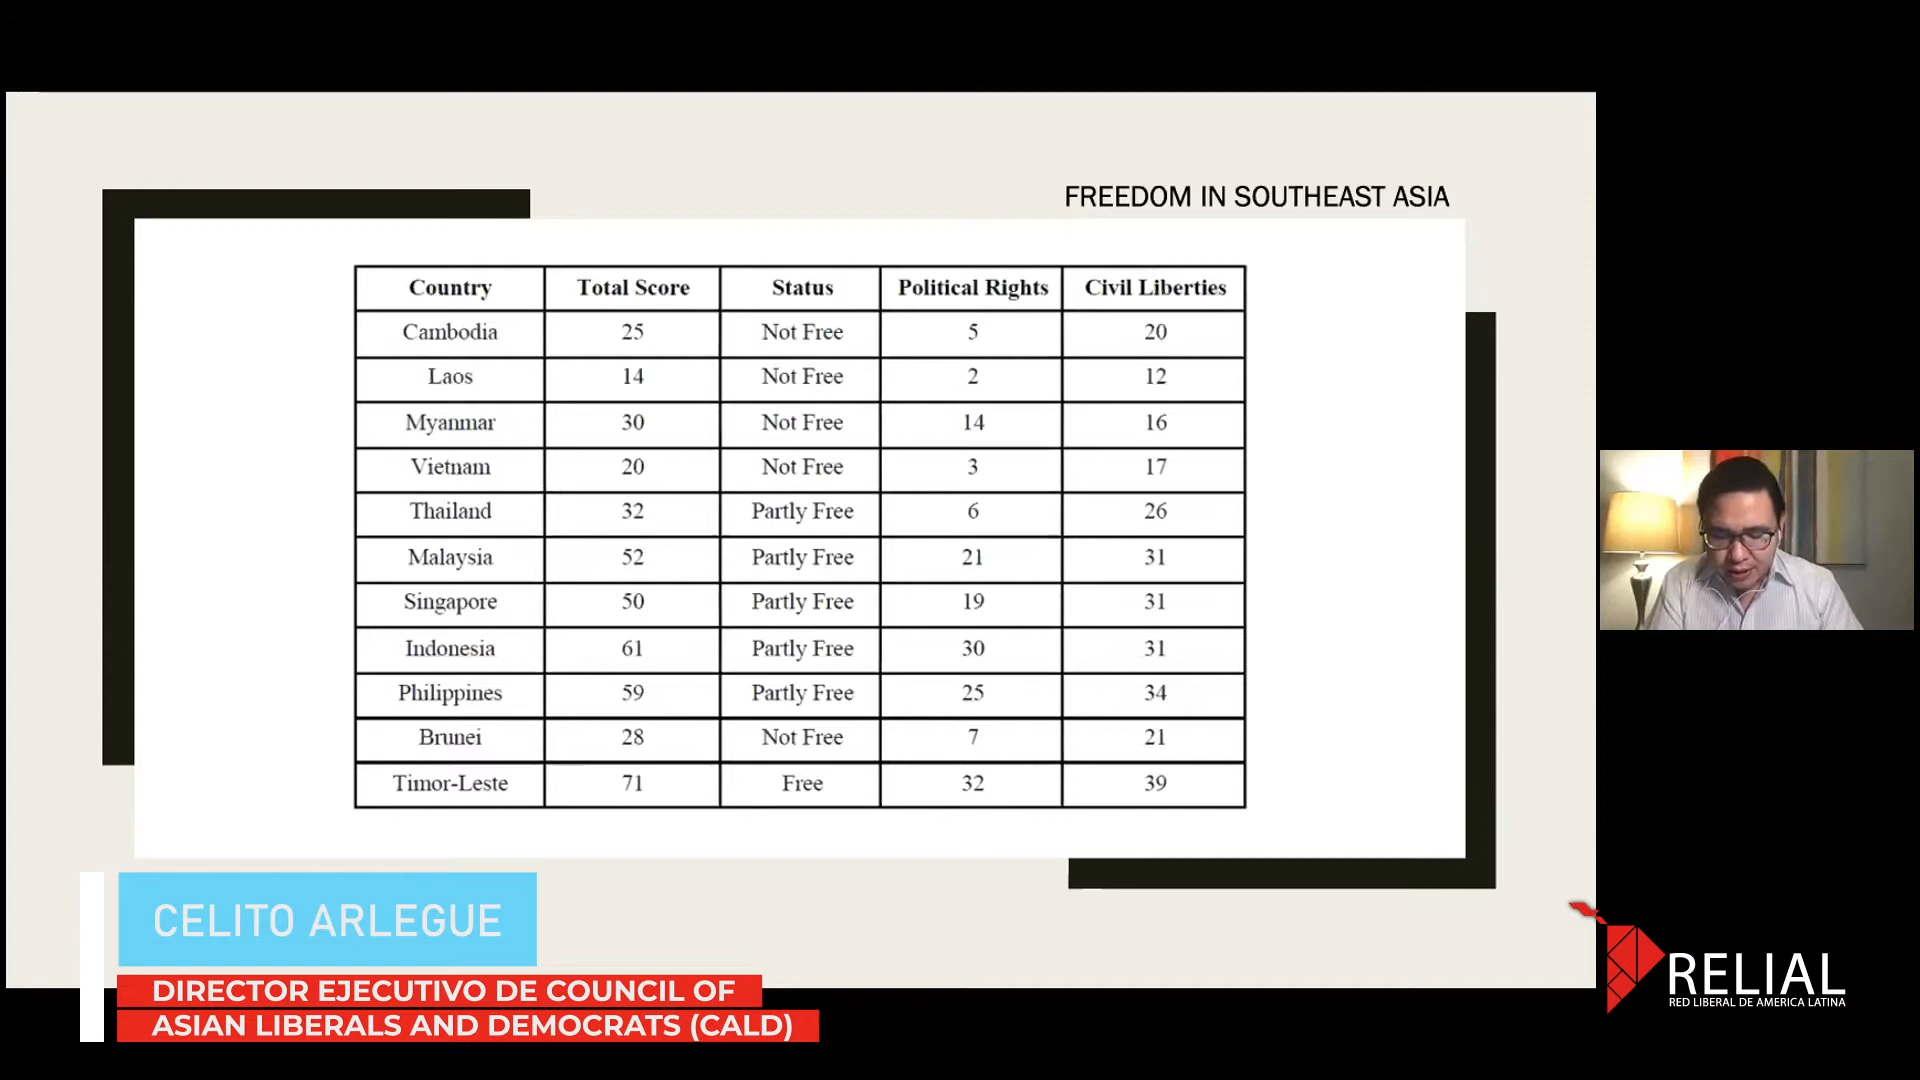 FREEDOM IN SOUTHEAST ASIA
Country Total Score Status Political Rights Civil Liberties
Cambodia 25 Not Free 5 20
Laos 14 Not Free 2 12
Myanmar 30 Not Free 14 16
Vietnam 20 Not Free 3 17
Thailand 32 Partly Free 6 26
Malaysia 52 Partly Free 21 31
Singapore 50 Partly Free 19 31
Indonesia 61 Partly Free 30 31
Philippines 59 Partly Free 25 34
Brunei 28 Not Free 7 21
Timor-Leste 71 Free 32 39
CELITO ARLEGUE
DIRECTOR EJECUTIVO DE COUNCIL OF
ASIAN LIBERALS AND DEMOCRATS (CALD)
RELIAL
RED LIBERAL DE AMERICA LATINA